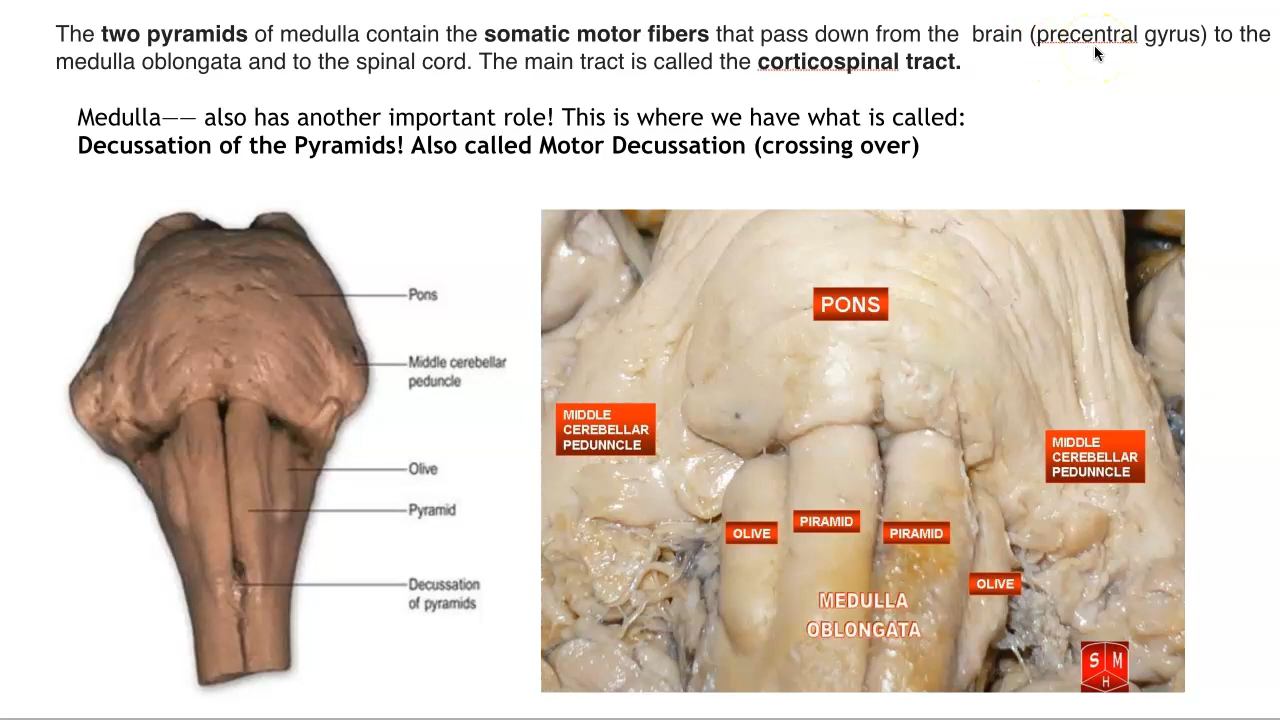 The two pyramids of medulla contain the somatic motor fibers that pass down from the  brain (precentral gyrus) to the
medulla oblongata and to the spinal cord. The main tract is called the corticospinal tract.
Medulla—— also has another important role! This is where we have what is called:
Decussation of the Pyramids! Also called Motor Decussation (crossing over)
Pons
Middle cerebellar
peduncle
Olive
Pyramid
Decussation
of pyramids
PONS
MIDDLE
CEREBELLAR
PEDUNNCLE
MIDDLE
CEREBELLAR
PEDUNNCLE
OLIVE
PIRAMID
PIRAMID
OLIVE
MEDULLA
OBLONGATA
S M
H